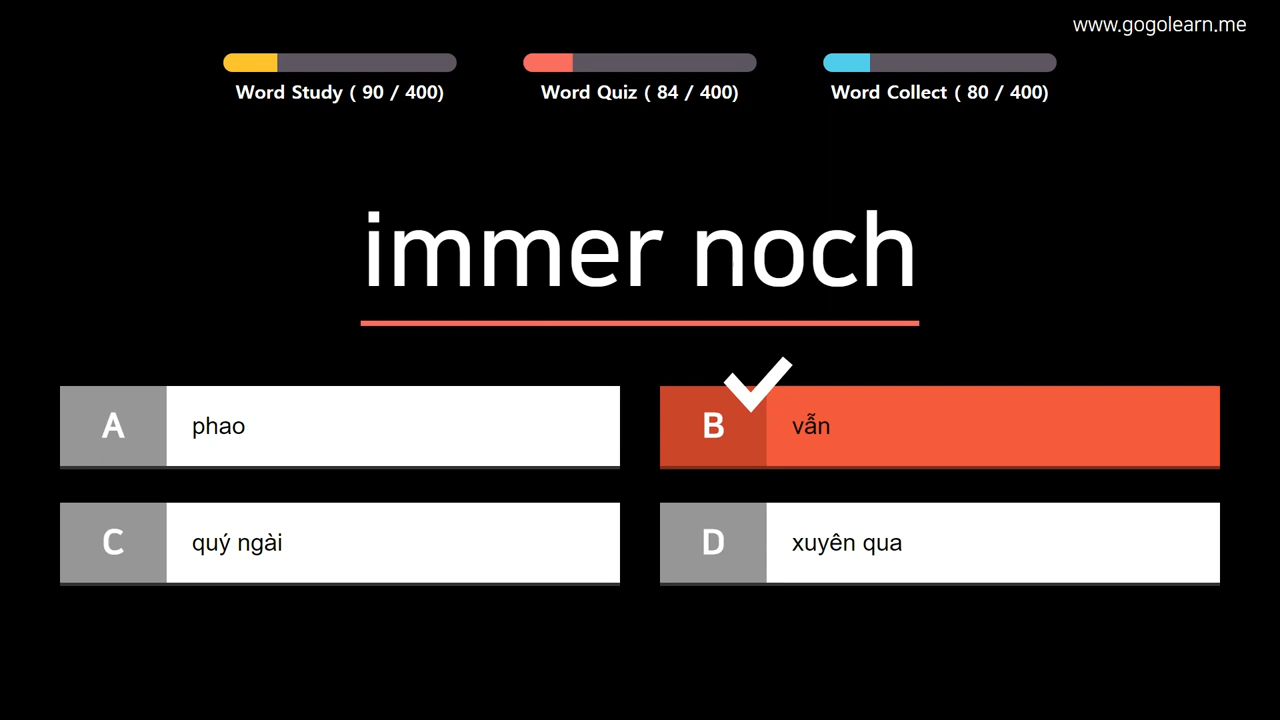 www.gogolearn.me
Word Study ( 90 / 400)
Word Quiz ( 84 / 400)
Word Collect ( 80 / 400)
immer noch
A
phao
B
vẫn
C
quý ngài
D
xuyên qua